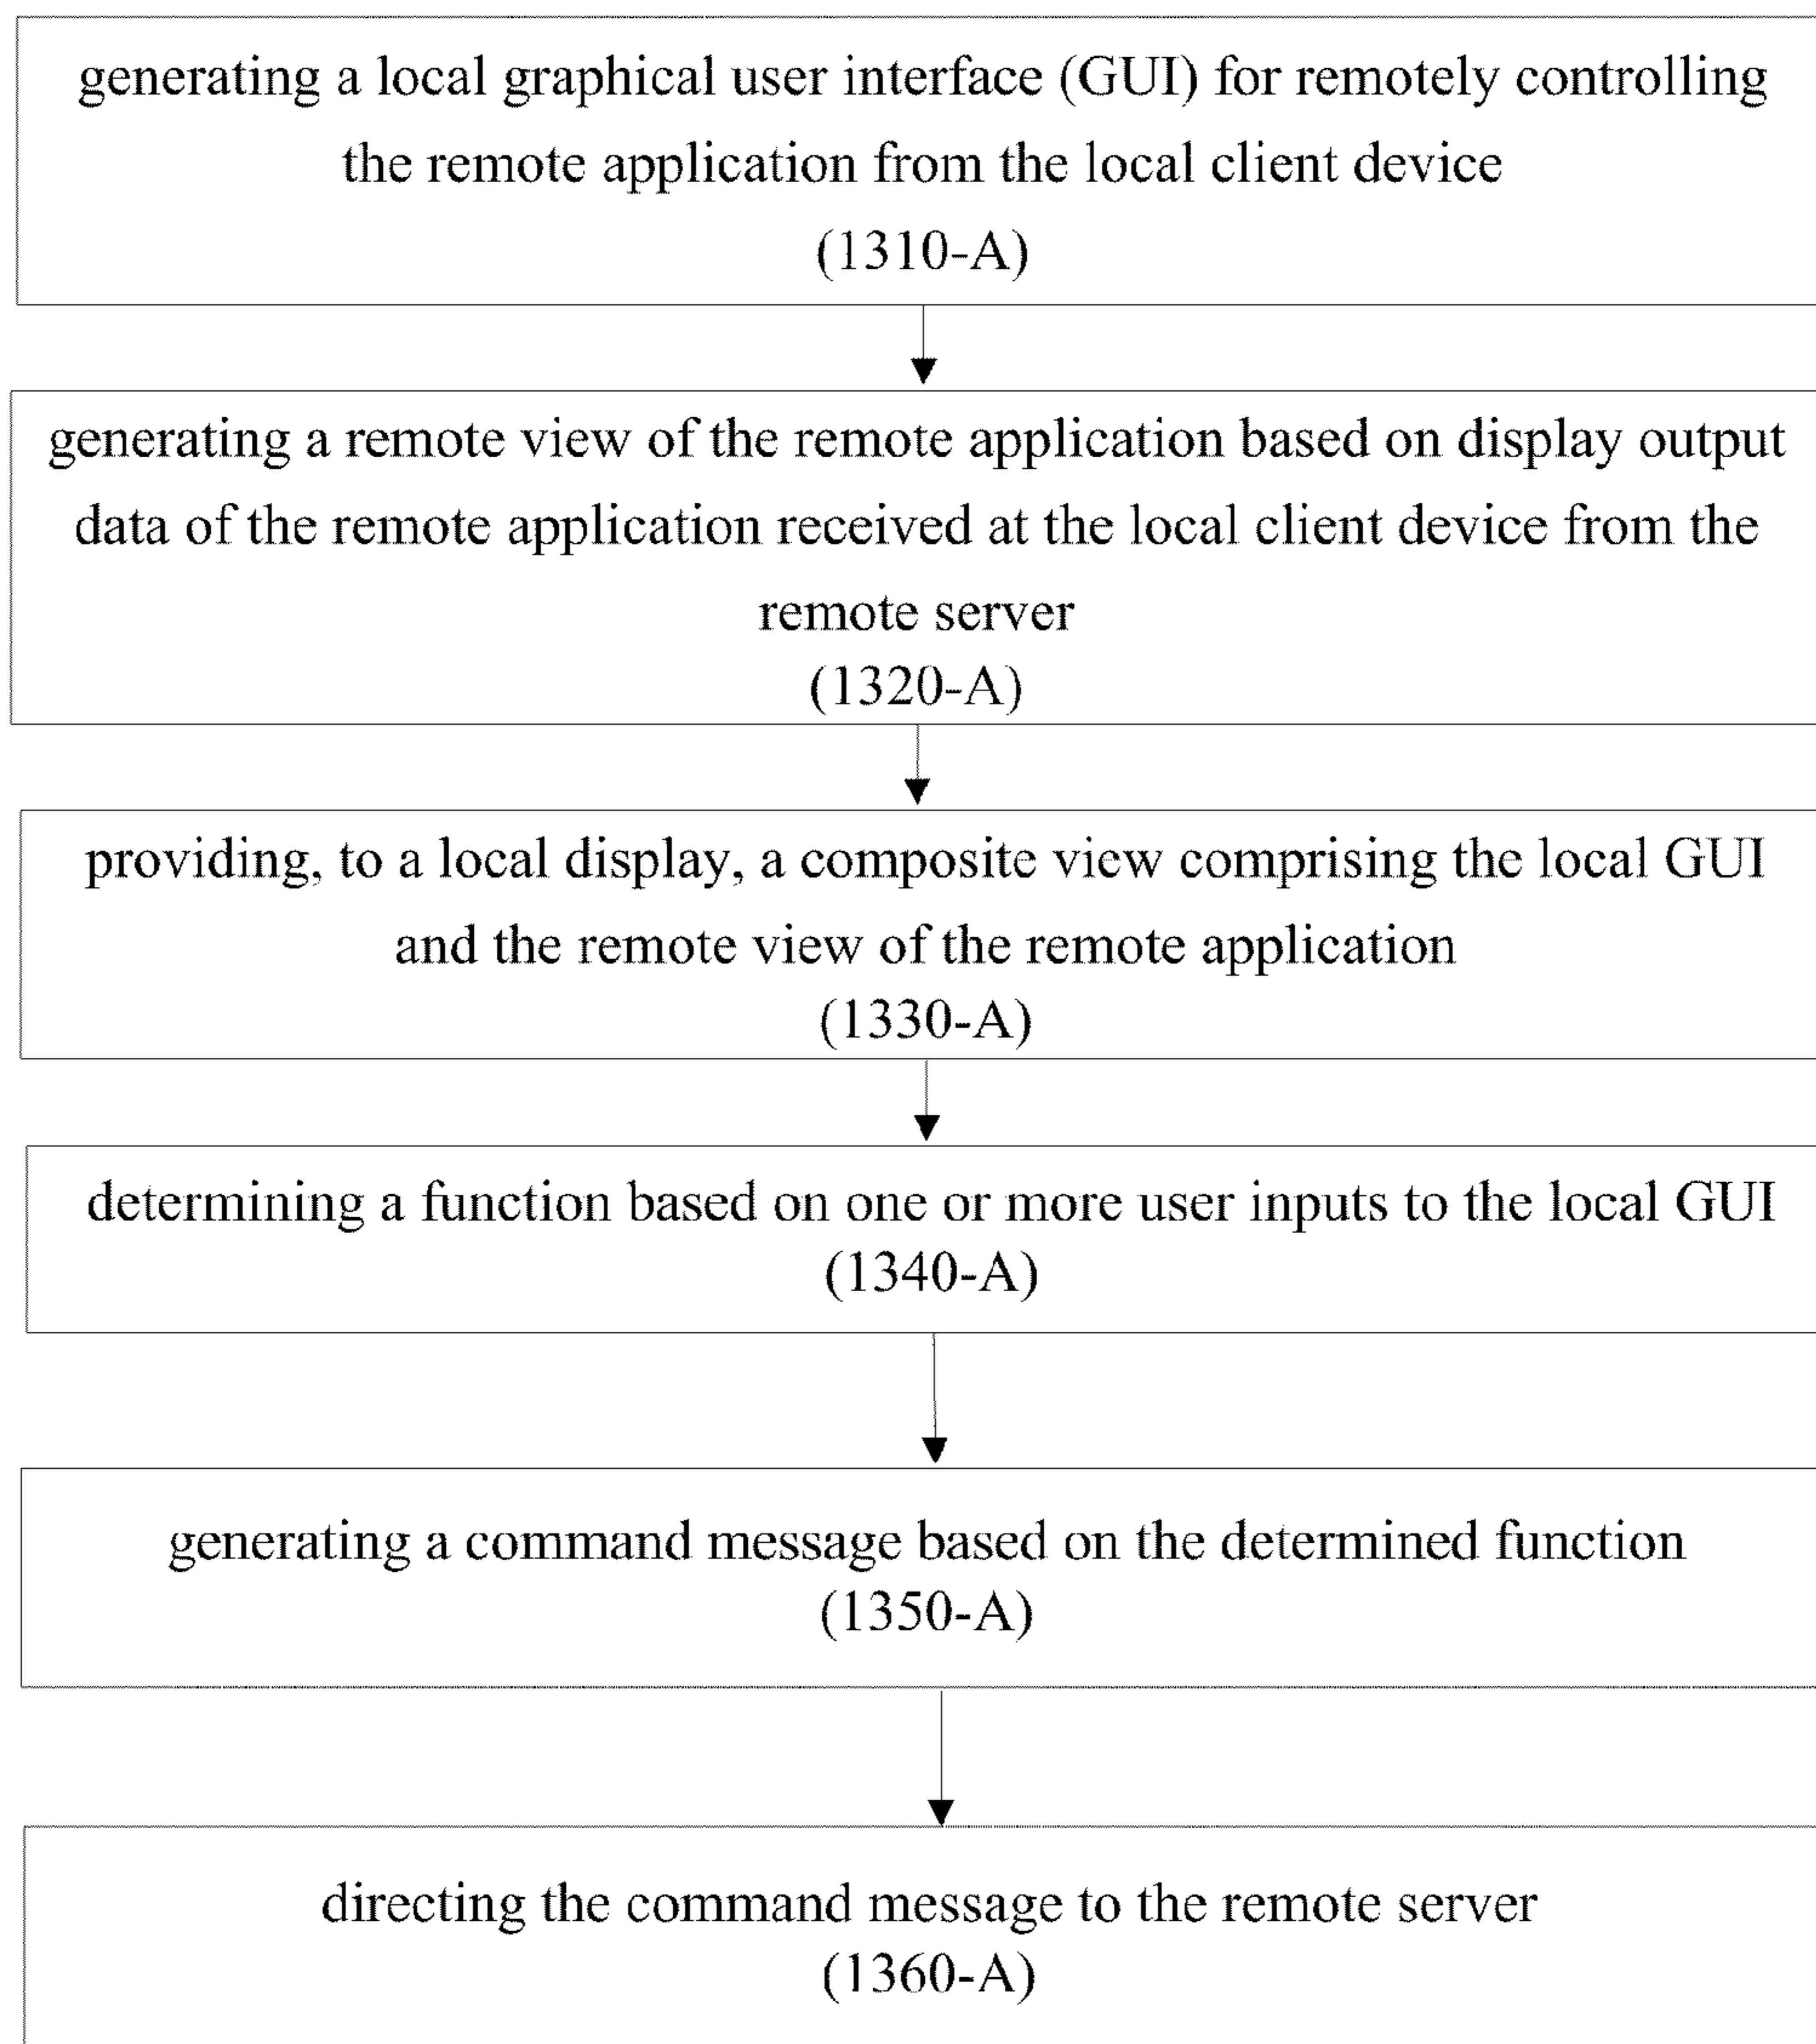 generating a local graphical user interface (GUI) for remotely controlling
the remote application from the local client device
(1310-A)
generating a remote view of the remote application based on display output
data of the remote application received at the local client device from the
remote server
(1320-A)
providing, to a local display, a composite view comprising the local GUI
and the remote view of the remote application
(1330-A)
determining a function based on one or more user inputs to the local GUI
(1340-A)
generating a command message based on the determined function
(1350-A)
directing the command message to the remote server
(1360-A)